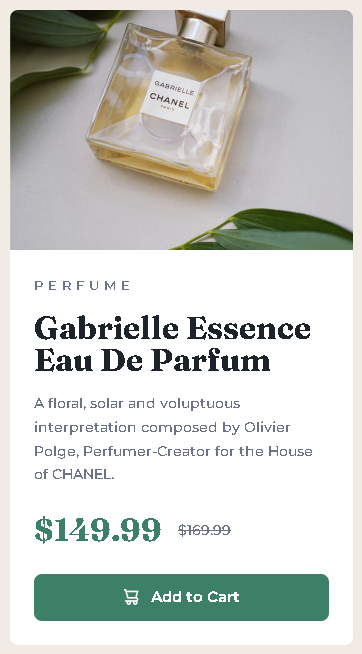 GABRIELLE
CHANEL
PARIS
PERFUME
Gabrielle Essence
Eau De Parfum
A floral, solar and voluptuous
interpretation composed by Olivier
Polge, Perfumer-Creator for the House
of CHANEL.
$149.99 $169.99
Add to Cart